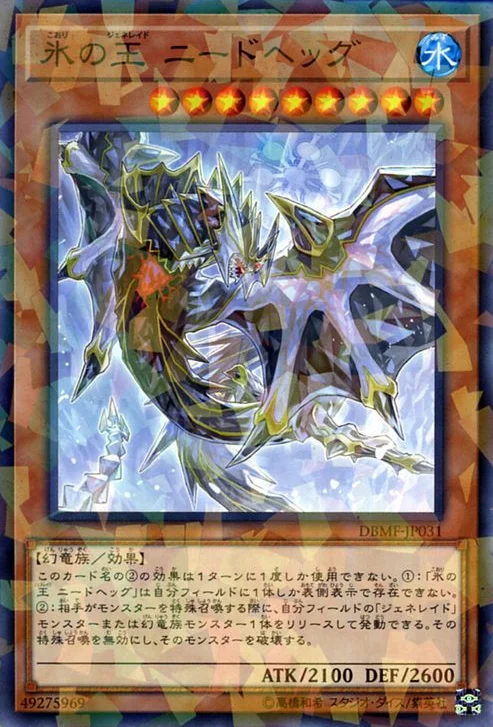 氷の王 ニードヘッグ
こおり ジェネレイド
水
DBMF-JP031
【幻竜族/効果】
このカード名の②の効果は1ターンに1度しか使用できない。①:「氷の
王 ニードヘッグ」は自分フィールドに1体しか表側表示で存在できない。
②:相手がモンスターを特殊召喚する際に、自分フィールドの「ジェネレイド」
モンスターまたは幻竜族モンスター1体をリリースして発動できる。その
特殊召喚を無効にし、そのモンスターを破壊する。
ATK/2100 DEF/2600
49275969
©高橋和希 スタジオ・ダイス/集英社